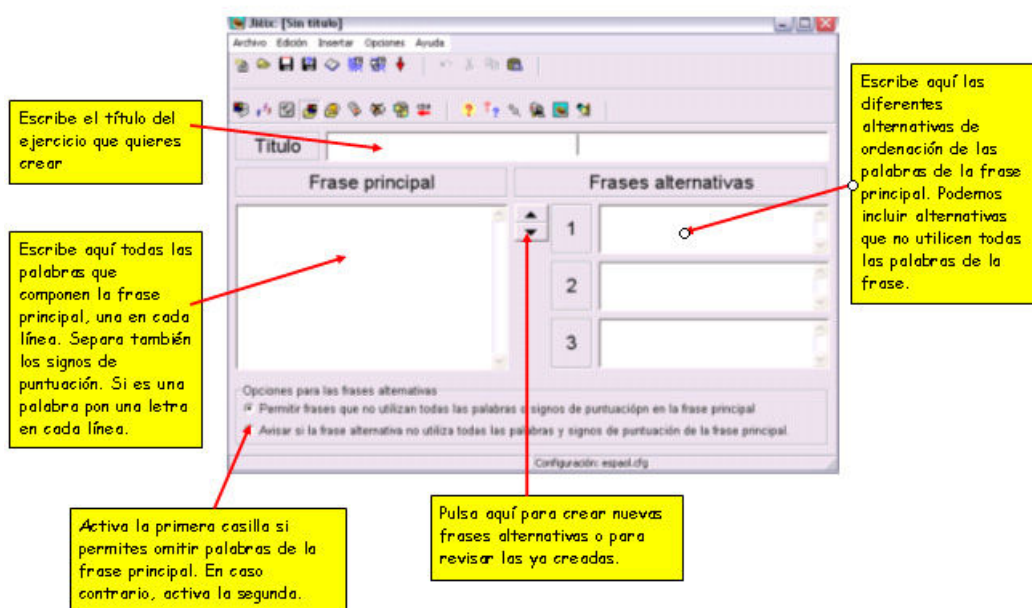 JMix: [Sin titulo]
Archivo Edición Insertar Opciones Ayuda
Escribe el título del
ejercicio que quieres
crear
Titulo
Frase principal
Frases alternativas
1
2
3
Escribe aquí las
diferentes
alternativas de
ordenación de las
palabras de la frase
principal. Podemos
incluir alternativas
que no utilicen todas
las palabras de la
frase.
Escribe aquí todas las
palabras que
componen la frase
principal, una en cada
línea. Separa también
los signos de
puntuación. Si es una
palabra pon una letra
en cada línea.
Opciones para las frases alternativas
Permitir frases que no utilizan todas las palabras o signos de puntuaciópn en la frase principal
Avisar si la frase alternativa no utiliza todas las palabras y signos de puntuación de la frase principal.
Configuración: espaol.cfg
Activa la primera casilla si
permites omitir palabras de la
frase principal. En caso
contrario, activa la segunda.
Pulsa aquí para crear nuevas
frases alternativas o para
revisar las ya creadas.